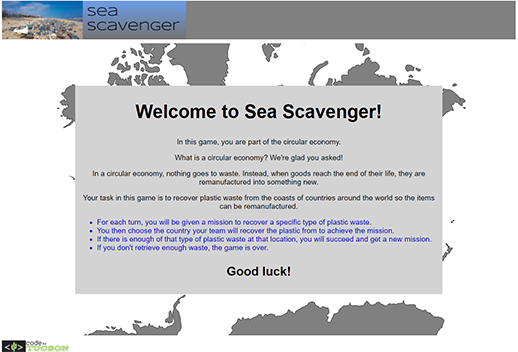 sea
scavenger
Welcome to Sea Scavenger!
In this game, you are part of the circular economy.
What is a circular economy? We're glad you asked!
In a circular economy, nothing goes to waste. Instead, when goods reach the end of their life, they are
remanufactured into something new.
Your task in this game is to recover plastic waste from the coasts of countries around the world so the items
can be remanufactured.
For each turn, you will be given a mission to recover a specific type of plastic waste.
You then choose the country your team will recover the plastic from to achieve the mission.
If there is enough of that type of plastic waste at that location, you will succeed and get a new mission.
If you don't retrieve enough waste, the game is over.
Good luck!
code for
TUCSON